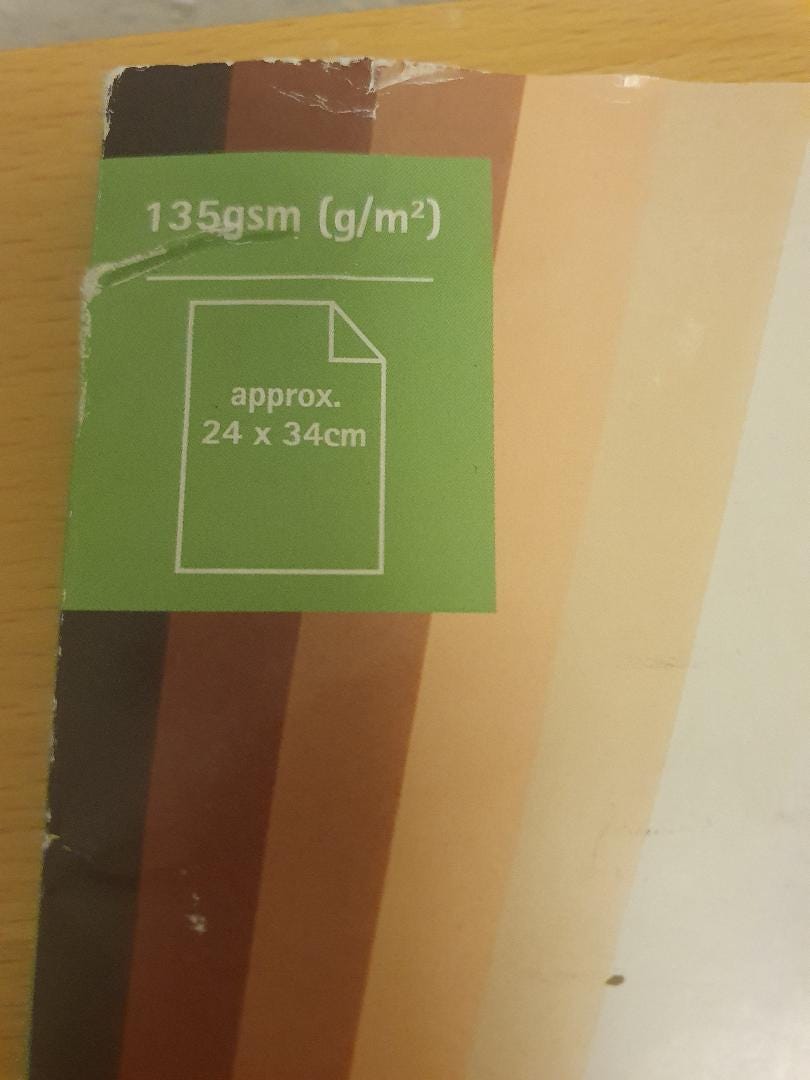 135gsm (g/m²)
approx.
24 x 34cm